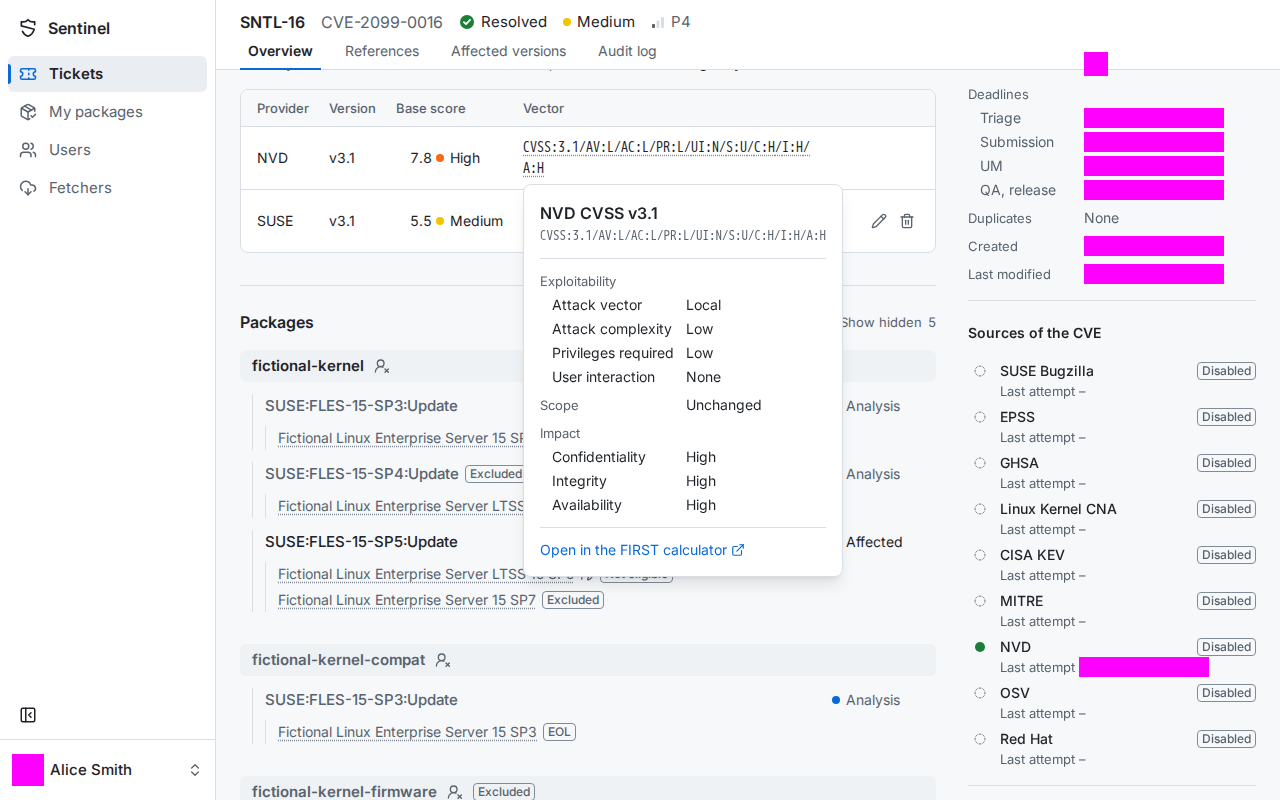 Sentinel
Tickets
My packages
Users
Fetchers
Alice Smith
SNTL-16 CVE-2099-0016 Resolved Medium P4
Overview References Affected versions Audit log
Provider Version Base score Vector
NVD v3.1 7.8 High CVSS:3.1/AV:L/AC:L/PR:L/UI:N/S:U/C:H/I:H/
A:H
SUSE v3.1 5.5 Medium
NVD CVSS v3.1
CVSS:3.1/AV:L/AC:L/PR:L/UI:N/S:U/C:H/I:H/A:H
Exploitability
Attack vector Local
Attack complexity Low
Privileges required Low
User interaction None
Scope Unchanged
Impact
Confidentiality High
Integrity High
Availability High
Open in the FIRST calculator
Packages Show hidden 5
fictional-kernel
SUSE:FLES-15-SP3:Update Analysis
Fictional Linux Enterprise Server 15
SUSE:FLES-15-SP4:Update Excluded Analysis
Fictional Linux Enterprise Server LTSS
SUSE:FLES-15-SP5:Update Affected
Fictional Linux Enterprise Server LTSS
Fictional Linux Enterprise Server 15 SP7 Excluded
fictional-kernel-compat
SUSE:FLES-15-SP3:Update Analysis
Fictional Linux Enterprise Server 15 SP3 EOL
fictional-kernel-firmware Excluded
Deadlines
Triage
Submission
UM
QA, release
Duplicates None
Created
Last modified
Sources of the CVE
SUSE Bugzilla Disabled
Last attempt –
EPSS Disabled
Last attempt –
GHSA Disabled
Last attempt –
Linux Kernel CNA Disabled
Last attempt –
CISA KEV Disabled
Last attempt –
MITRE Disabled
Last attempt –
NVD Disabled
Last attempt
OSV Disabled
Last attempt –
Red Hat Disabled
Last attempt –